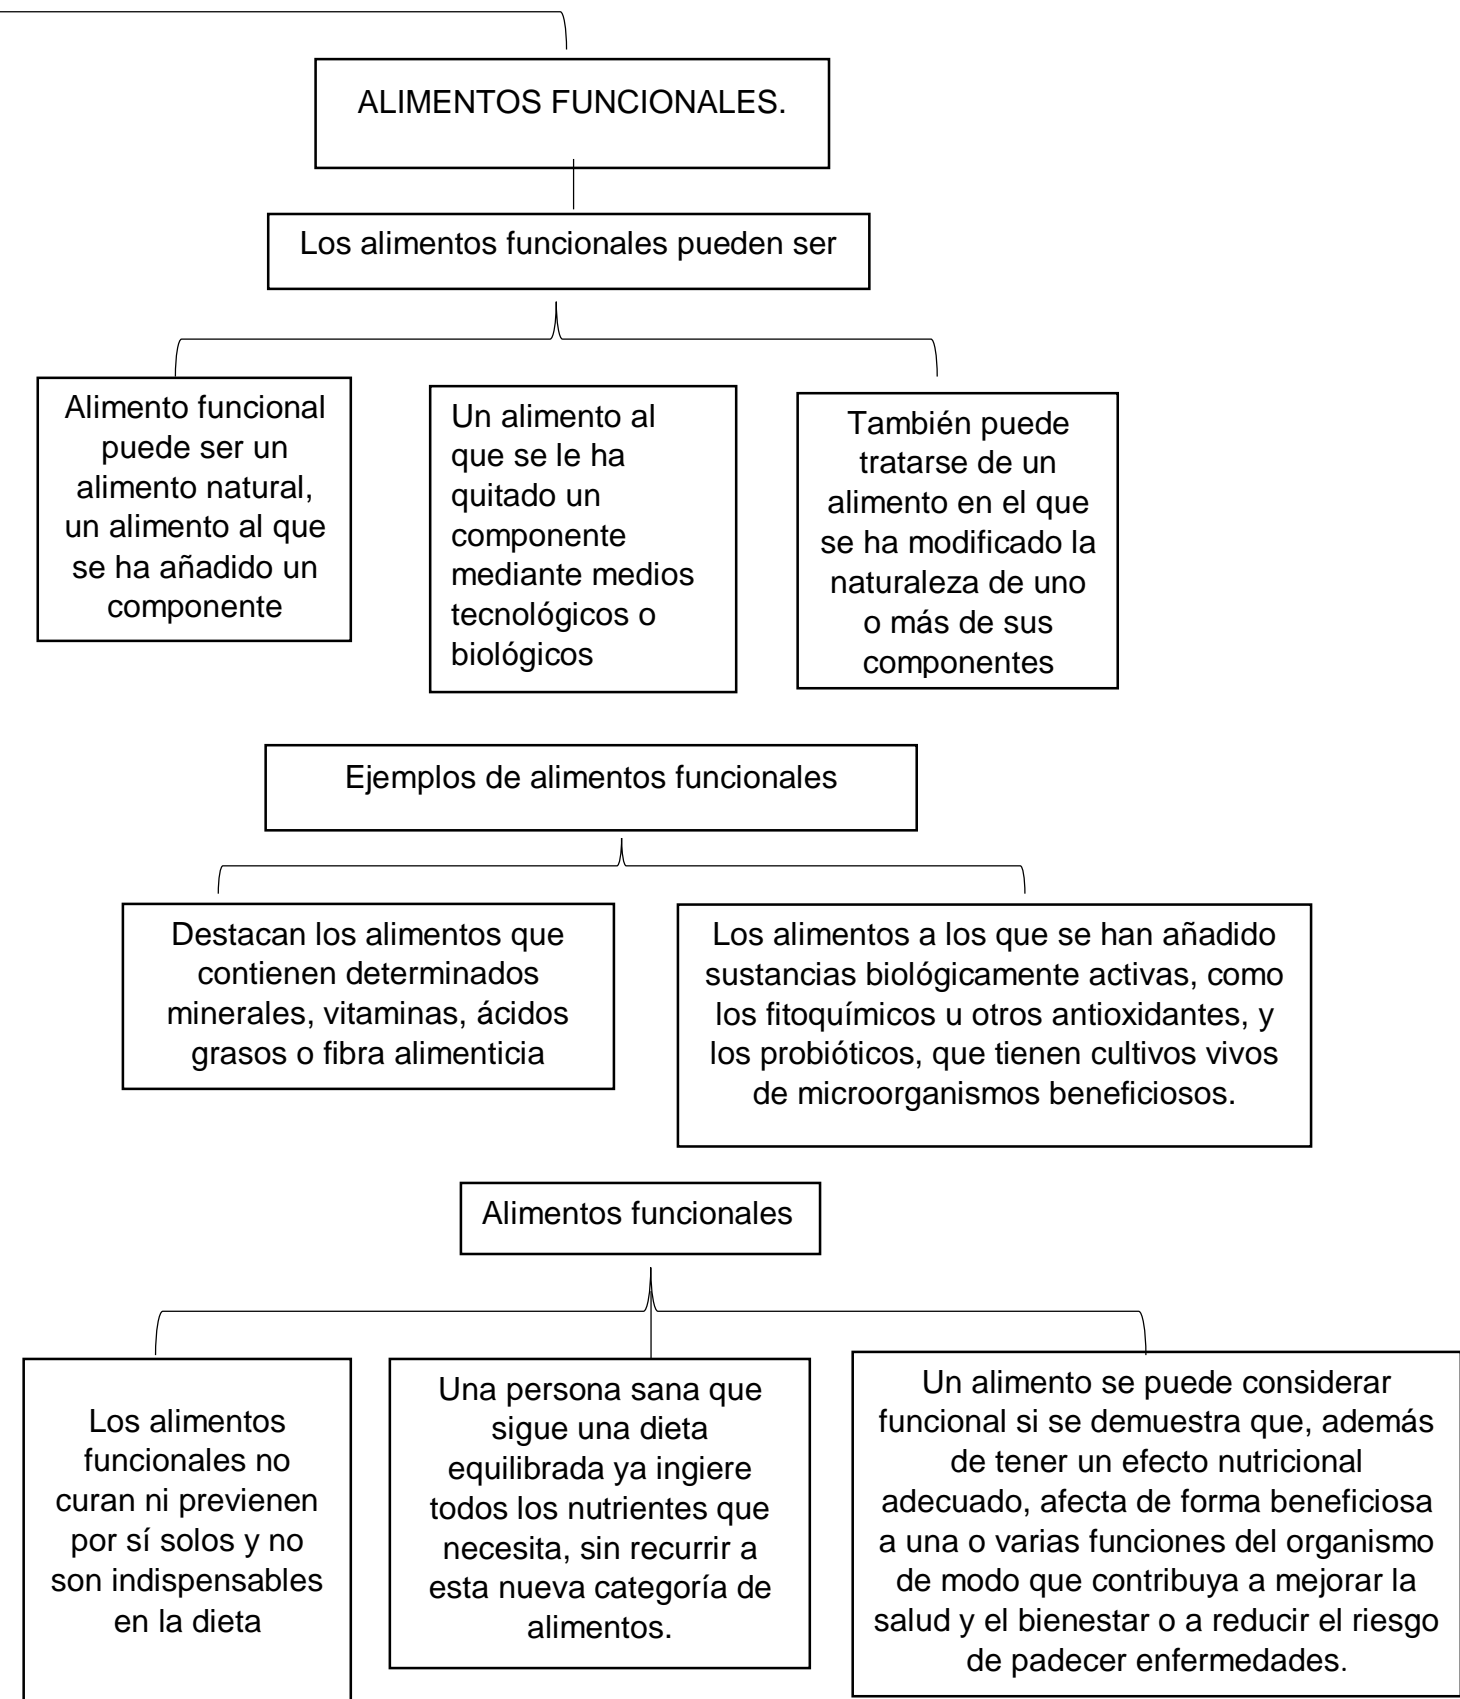 ALIMENTOS FUNCIONALES.
Los alimentos funcionales pueden ser
Alimento funcional
puede ser un
alimento natural,
un alimento al que
se ha añadido un
componente
Un alimento al
que se le ha
quitado un
componente
mediante medios
tecnológicos o
biológicos
También puede
tratarse de un
alimento en el que
se ha modificado la
naturaleza de uno
o más de sus
componentes
Ejemplos de alimentos funcionales
Destacan los alimentos que
contienen determinados
minerales, vitaminas, ácidos
grasos o fibra alimenticia
Los alimentos a los que se han añadido
sustancias biológicamente activas, como
los fitoquímicos u otros antioxidantes, y
los probióticos, que tienen cultivos vivos
de microorganismos beneficiosos.
Alimentos funcionales
Los alimentos
funcionales no
curan ni previenen
por sí solos y no
son indispensables
en la dieta
Una persona sana que
sigue una dieta
equilibrada ya ingiere
todos los nutrientes que
necesita, sin recurrir a
esta nueva categoría de
alimentos.
Un alimento se puede considerar
funcional si se demuestra que, además
de tener un efecto nutricional
adecuado, afecta de forma beneficiosa
a una o varias funciones del organismo
de modo que contribuya a mejorar la
salud y el bienestar o a reducir el riesgo
de padecer enfermedades.